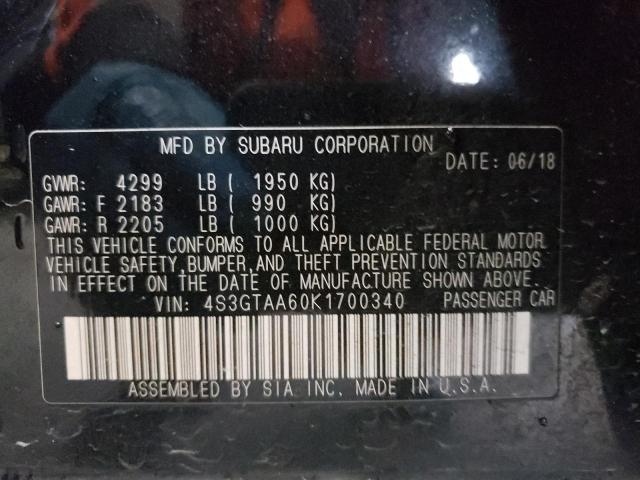 MFD BY SUBARU CORPORATION
DATE: 06/18
GVWR: 4299 LB ( 1950 KG)
GAWR: F 2183 LB ( 990 KG)
GAWR: R 2205 LB ( 1000 KG)
THIS VEHICLE CONFORMS TO ALL APPLICABLE FEDERAL MOTOR
VEHICLE SAFETY,BUMPER,AND THEFT PREVENTION STANDARDS
IN EFFECT ON THE DATE OF MANUFACTURE SHOWN ABOVE.
VIN: 4S3GTAA60K1700340 PASSENGER CAR
ASSEMBLED BY SIA INC. MADE IN U.S.A.